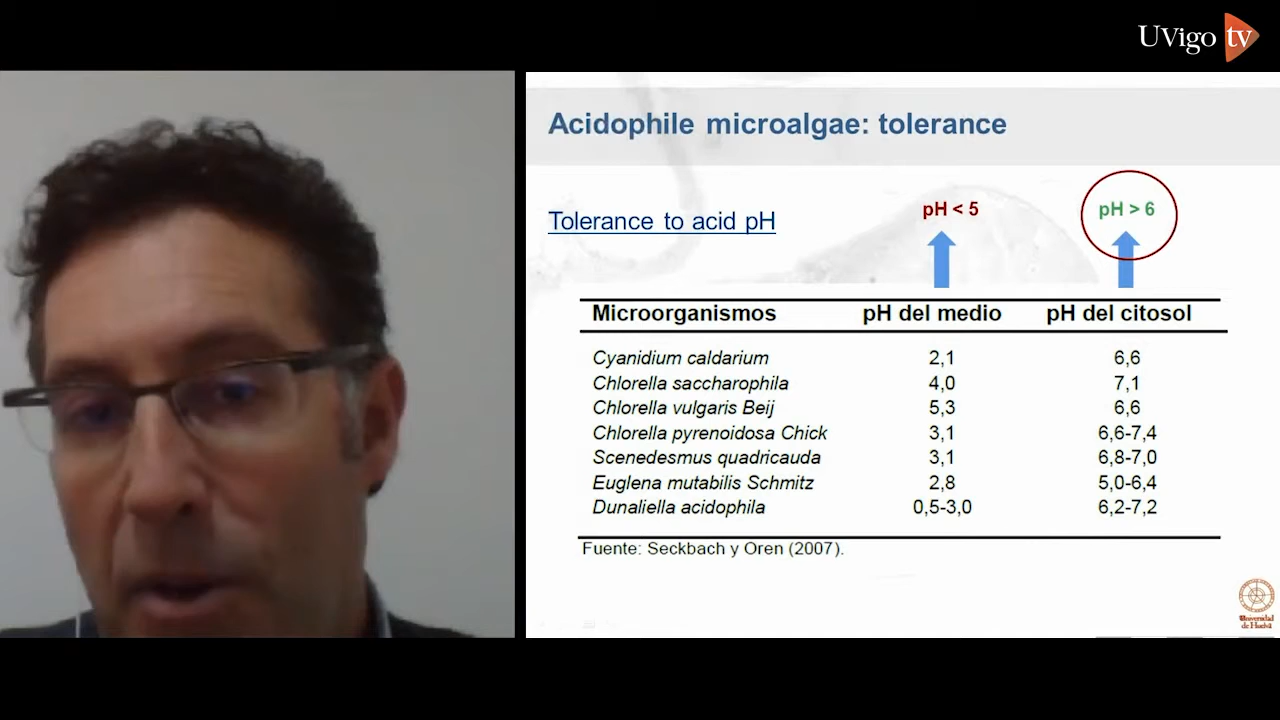 UVigo tv
Acidophile microalgae: tolerance
Tolerance to acid pH
pH < 5
pH > 6
Microorganismos pH del medio pH del citosol
Cyanidium caldarium 2,1 6,6
Chlorella saccharophila 4,0 7,1
Chlorella vulgaris Beij 5,3 6,6
Chlorella pyrenoidosa Chick 3,1 6,6-7,4
Scenedesmus quadricauda 3,1 6,8-7,0
Euglena mutabilis Schmitz 2,8 5,0-6,4
Dunaliella acidophila 0,5-3,0 6,2-7,2
Fuente: Seckbach y Oren (2007).
Universidad
de Huelva